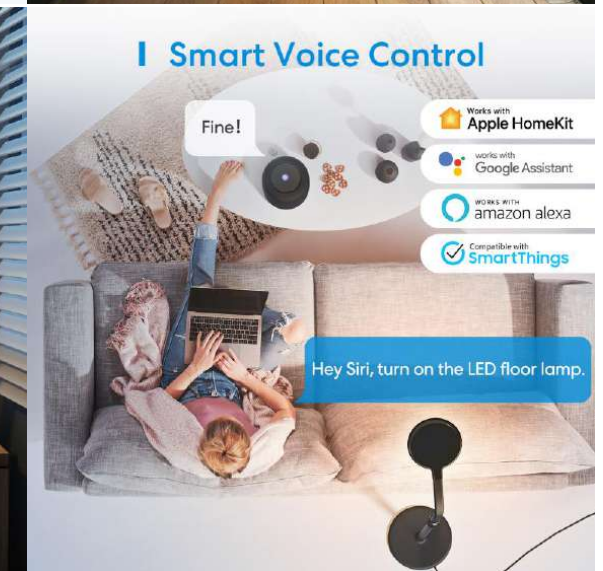 Smart Voice Control
Fine!
Works with
Apple HomeKit
works with
Google Assistant
WORKS WITH
amazon alexa
Compatible with
SmartThings
Hey Siri, turn on the LED floor lamp.